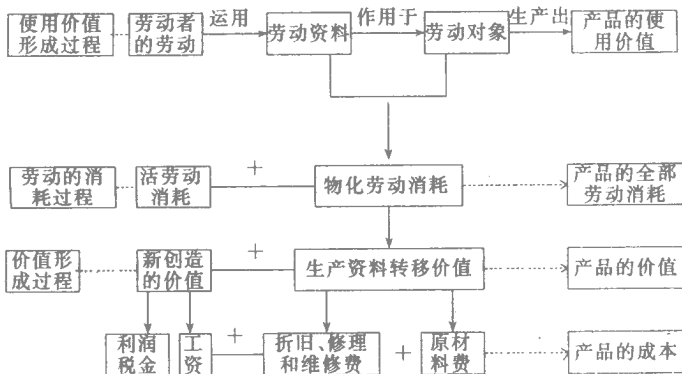 使用价值
形成过程
劳动者
的劳动
运用
劳动资料
作用于
劳动对象
生产出
产品的使
用价值
劳动的消
耗过程
活劳动
消耗
+
物化劳动消耗
产品的全部
劳动消耗
价值形
成过程
新创造
的价值
+
生产资料转移价值
产品的价值
利润
税金
工
资
+
折旧、修理
和维修费
+
原材
料费
产品的成本